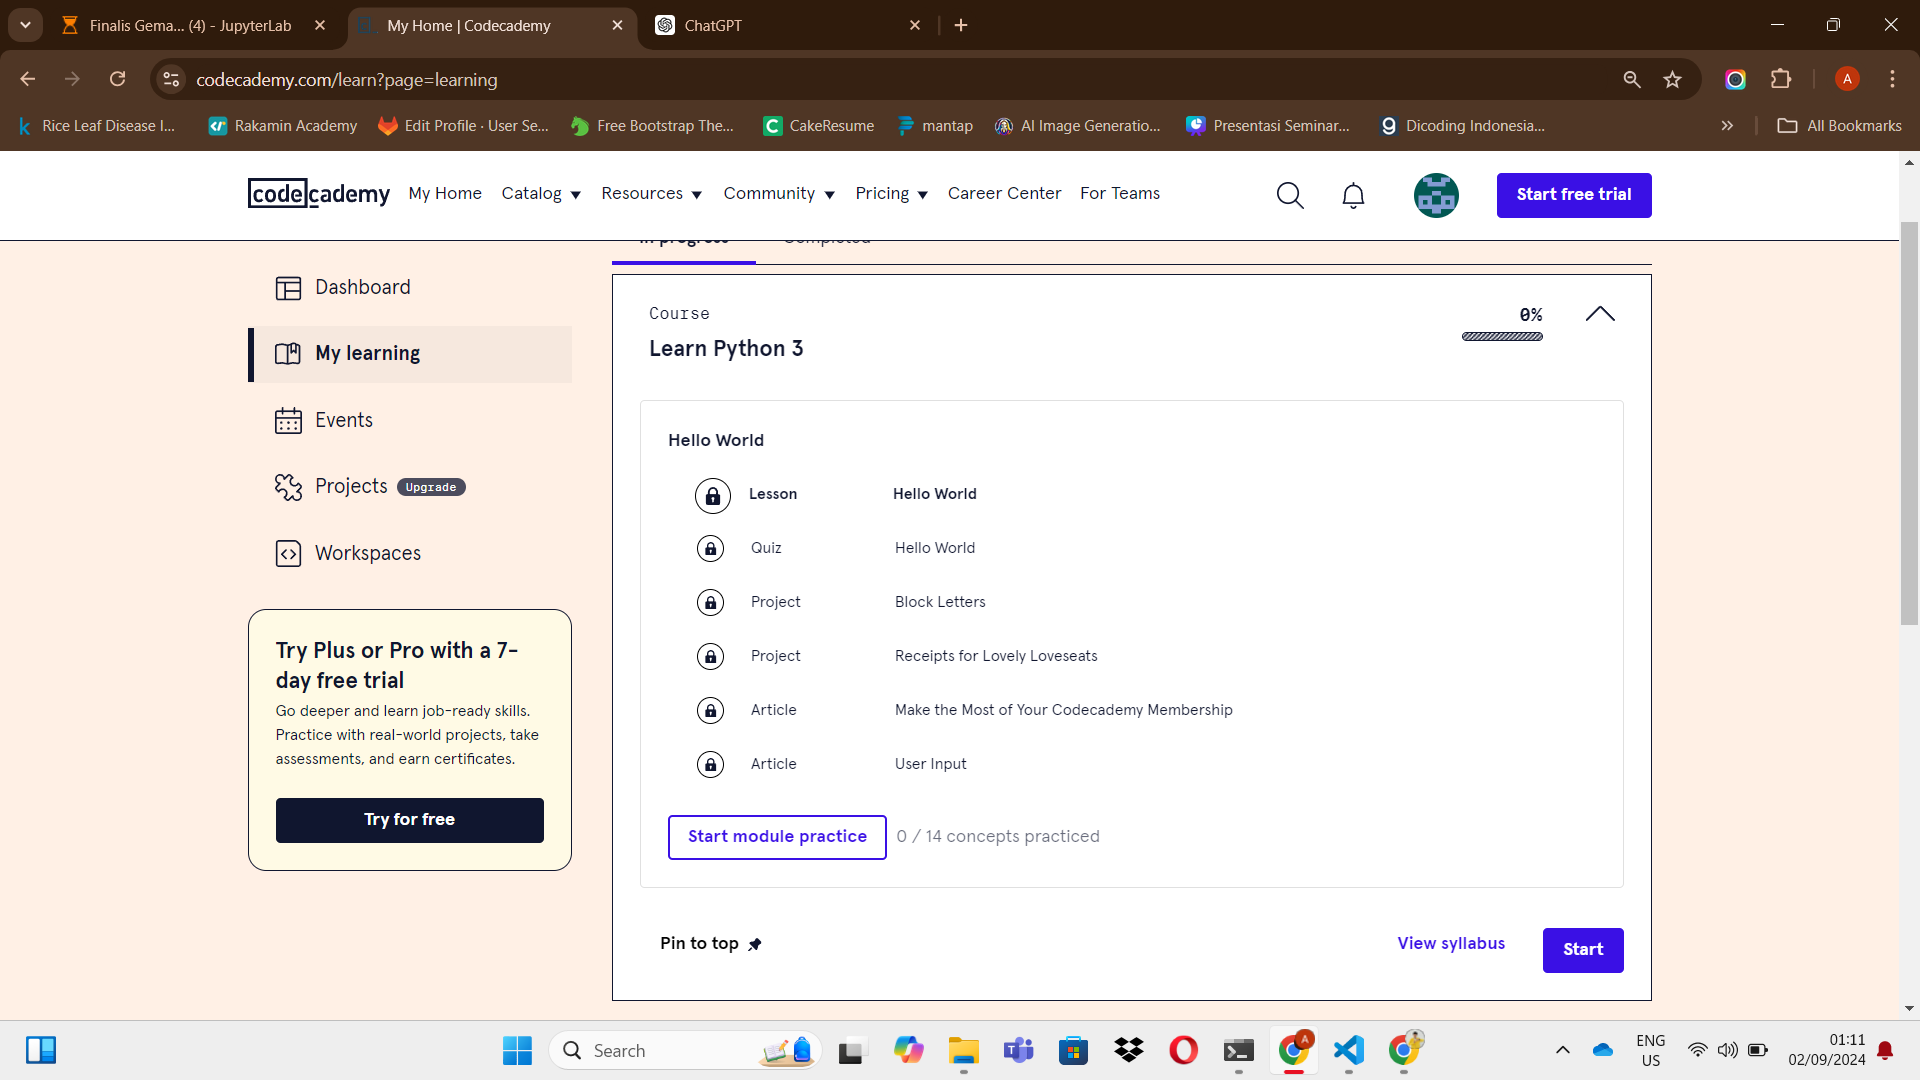 Finalis Gema... (4) - JupyterLab
My Home | Codecademy
ChatGPT
codecademy.com/learn?page=learning
A
Rice Leaf Disease I...
Rakamin Academy
Edit Profile · User Se...
Free Bootstrap The...
CakeResume
mantap
AI Image Generatio...
Presentasi Seminar...
Dicoding Indonesia...
All Bookmarks
codecademy
My Home
Catalog
Resources
Community
Pricing
Career Center
For Teams
Start free trial
In progress
Completed
Dashboard
My learning
Events
Projects Upgrade
Workspaces
Try Plus or Pro with a 7-
day free trial
Go deeper and learn job-ready skills.
Practice with real-world projects, take
assessments, and earn certificates.
Try for free
Course
0%
Learn Python 3
Hello World
Lesson Hello World
Quiz Hello World
Project Block Letters
Project Receipts for Lovely Loveseats
Article Make the Most of Your Codecademy Membership
Article User Input
Start module practice 0 / 14 concepts practiced
Pin to top
View syllabus
Start
Search
A
ENG
US
01:11
02/09/2024